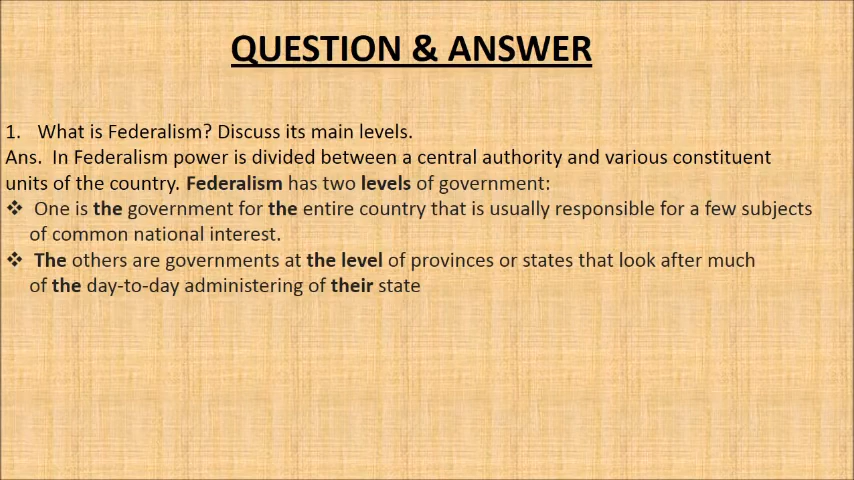 QUESTION & ANSWER
1. What is Federalism? Discuss its main levels.
Ans. In Federalism power is divided between a central authority and various constituent
units of the country. Federalism has two levels of government:
❖ One is the government for the entire country that is usually responsible for a few subjects
of common national interest.
❖ The others are governments at the level of provinces or states that look after much
of the day-to-day administering of their state